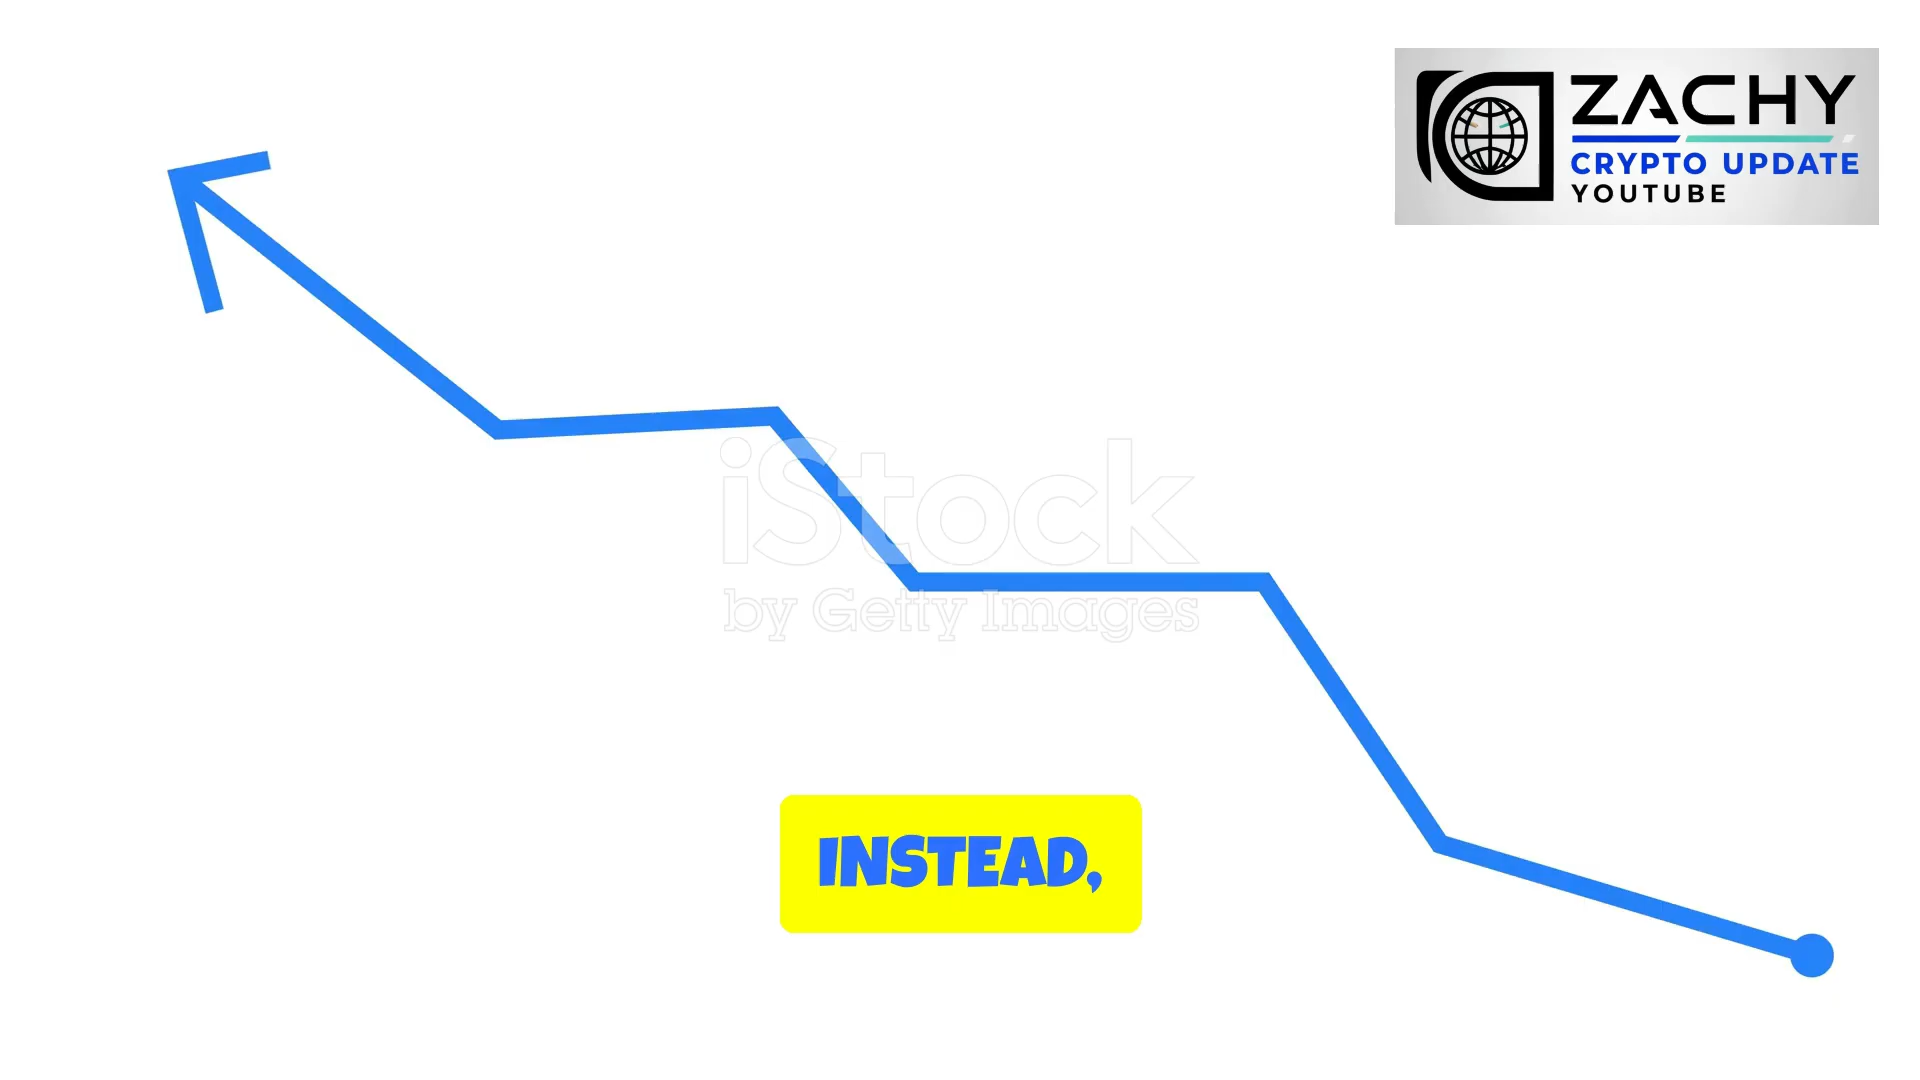 ZACHY
CRYPTO UPDATE
YOUTUBE
iStock
by Getty Images
INSTEAD,